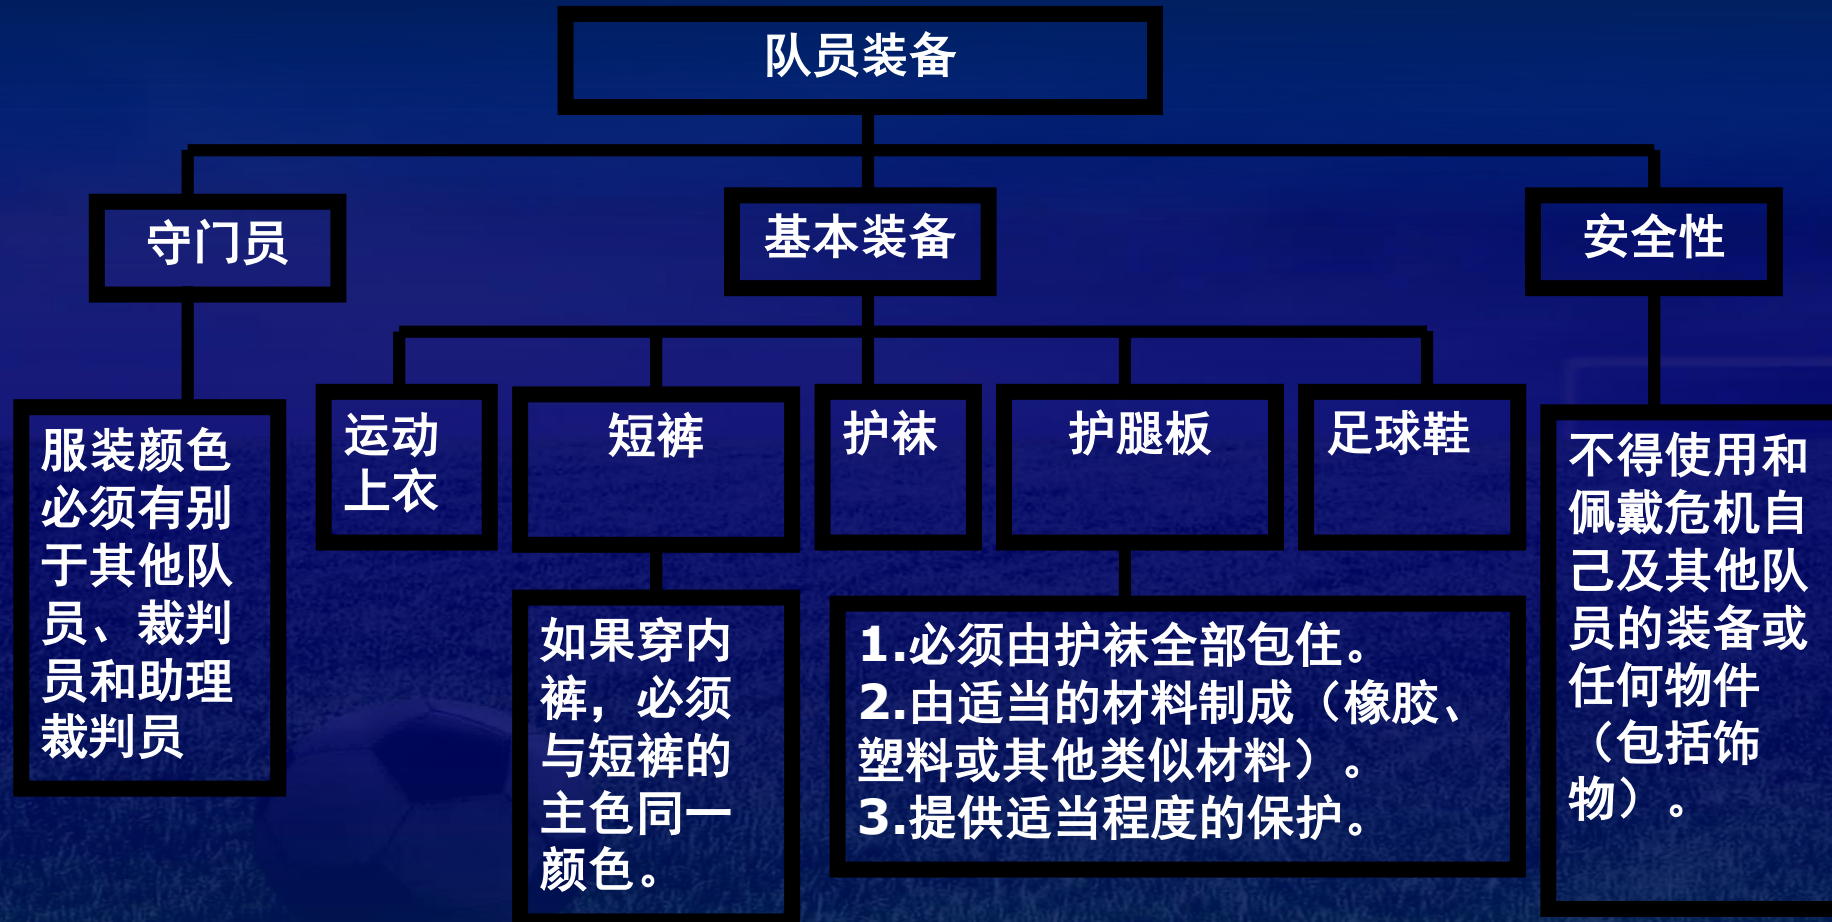 队员装备
守门员
基本装备
安全性
服装颜色
必须有别
于其他队
员、裁判
员和助理
裁判员
运动
上衣
短裤
护袜
护腿板
足球鞋
如果穿内
裤，必须
与短裤的
主色同一
颜色。
1.必须由护袜全部包住。
2.由适当的材料制成（橡胶、
塑料或其他类似材料）。
3.提供适当程度的保护。
不得使用和
佩戴危机自
己及其他队
员的装备或
任何物件
（包括饰
物）。